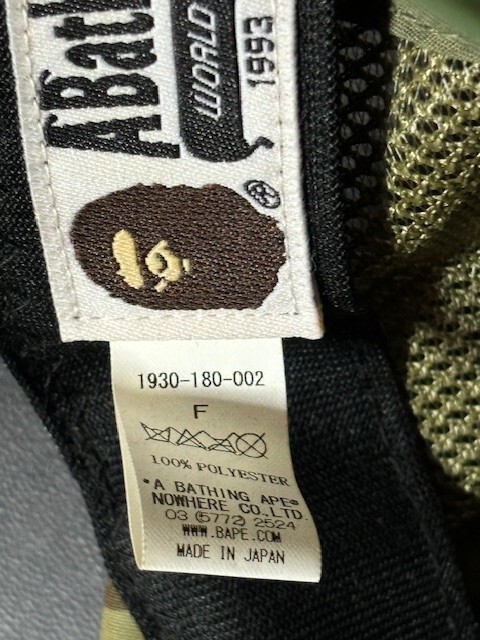 A Bat
WORLD
1993
1930-180-002
F
100% POLYESTER
*A BATHING APE®
NOWHERE CO.,LTD.
03 (5772) 2524
WWW.BAPE.COM
MADE IN JAPAN